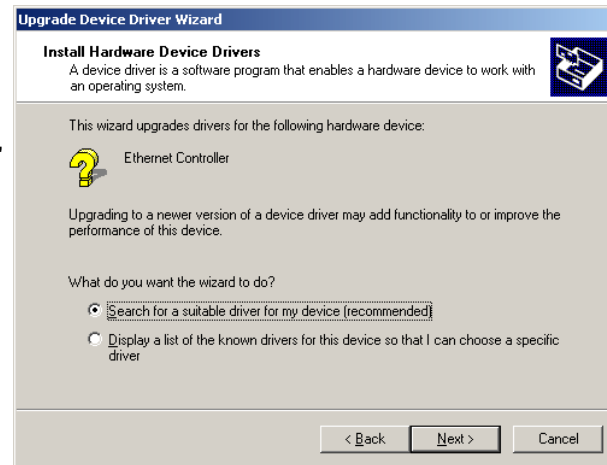 Upgrade Device Driver Wizard
Install Hardware Device Drivers
A device driver is a software program that enables a hardware device to work with
an operating system.
This wizard upgrades drivers for the following hardware device:
Ethernet Controller
Upgrading to a newer version of a device driver may add functionality to or improve the
performance of this device.
What do you want the wizard to do?
Search for a suitable driver for my device (recommended)
Display a list of the known drivers for this device so that I can choose a specific
driver
< Back Next > Cancel